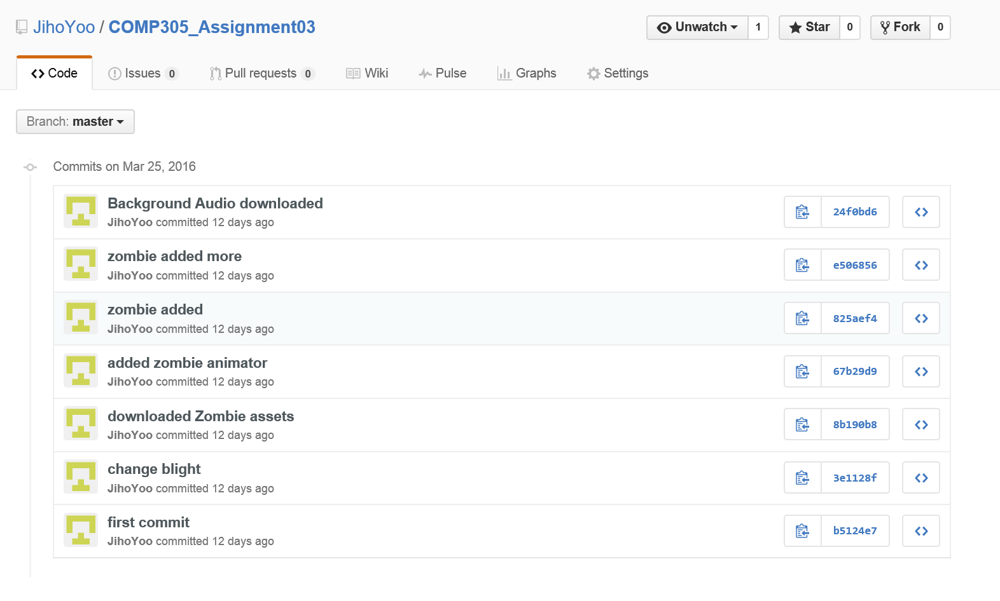 JihoYoo / COMP305_Assignment03
Unwatch 1 Star 0 Fork 0
Code Issues 0 Pull requests 0 Wiki Pulse Graphs Settings
Branch: master
Commits on Mar 25, 2016
Background Audio downloaded
JihoYoo committed 12 days ago
24f0bd6
zombie added more
JihoYoo committed 12 days ago
e506856
zombie added
JihoYoo committed 12 days ago
825aef4
added zombie animator
JihoYoo committed 12 days ago
67b29d9
downloaded Zombie assets
JihoYoo committed 12 days ago
8b190b8
change blight
JihoYoo committed 12 days ago
3e1128f
first commit
JihoYoo committed 12 days ago
b5124e7